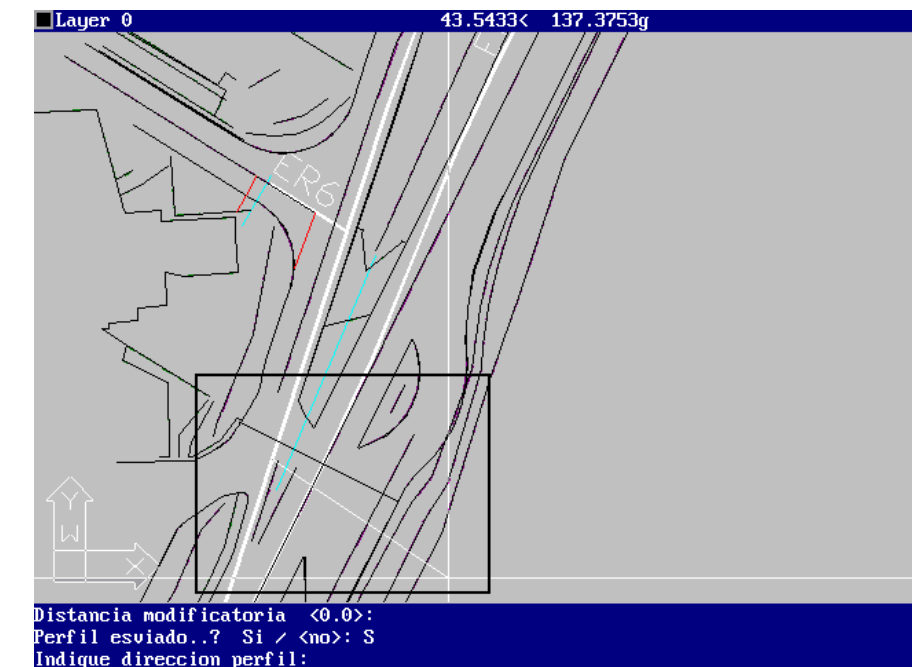 Layer 0 43.5433< 137.3753g
ER6
Y
W
X
Distancia modificatoria <0.0>:
Perfil esviado..? Si / <no>: S
Indique direccion perfil: